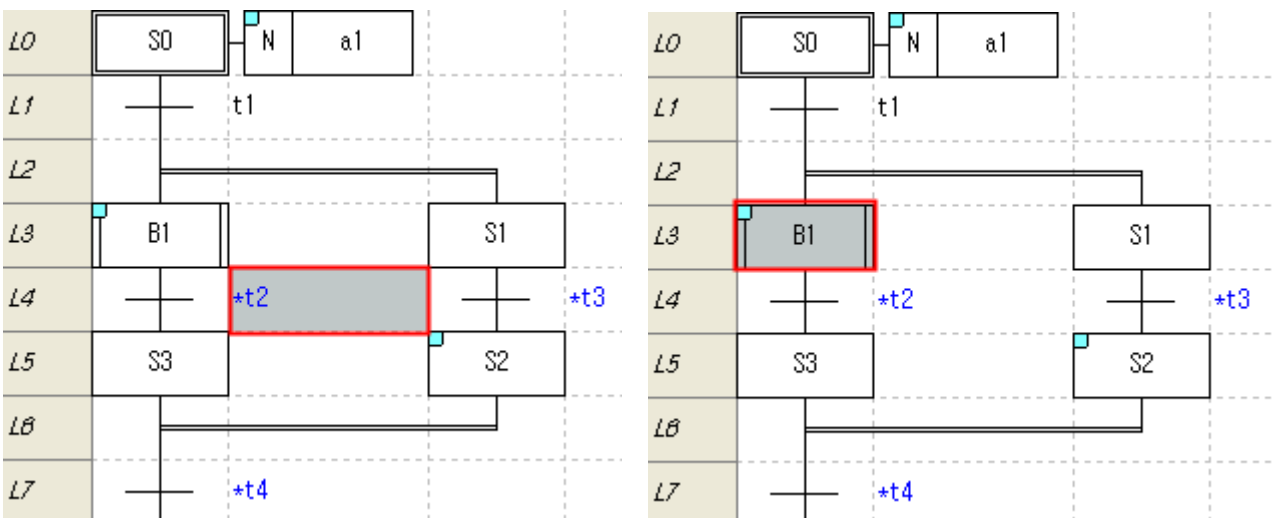 L0 S0 N a1
L1 t1
L2
L3 B1 S1
L4 *t2 *t3
L5 S3 S2
L6
L7 *t4
L0 S0 N a1
L1 t1
L2
L3 B1 S1
L4 *t2 *t3
L5 S3 S2
L6
L7 *t4